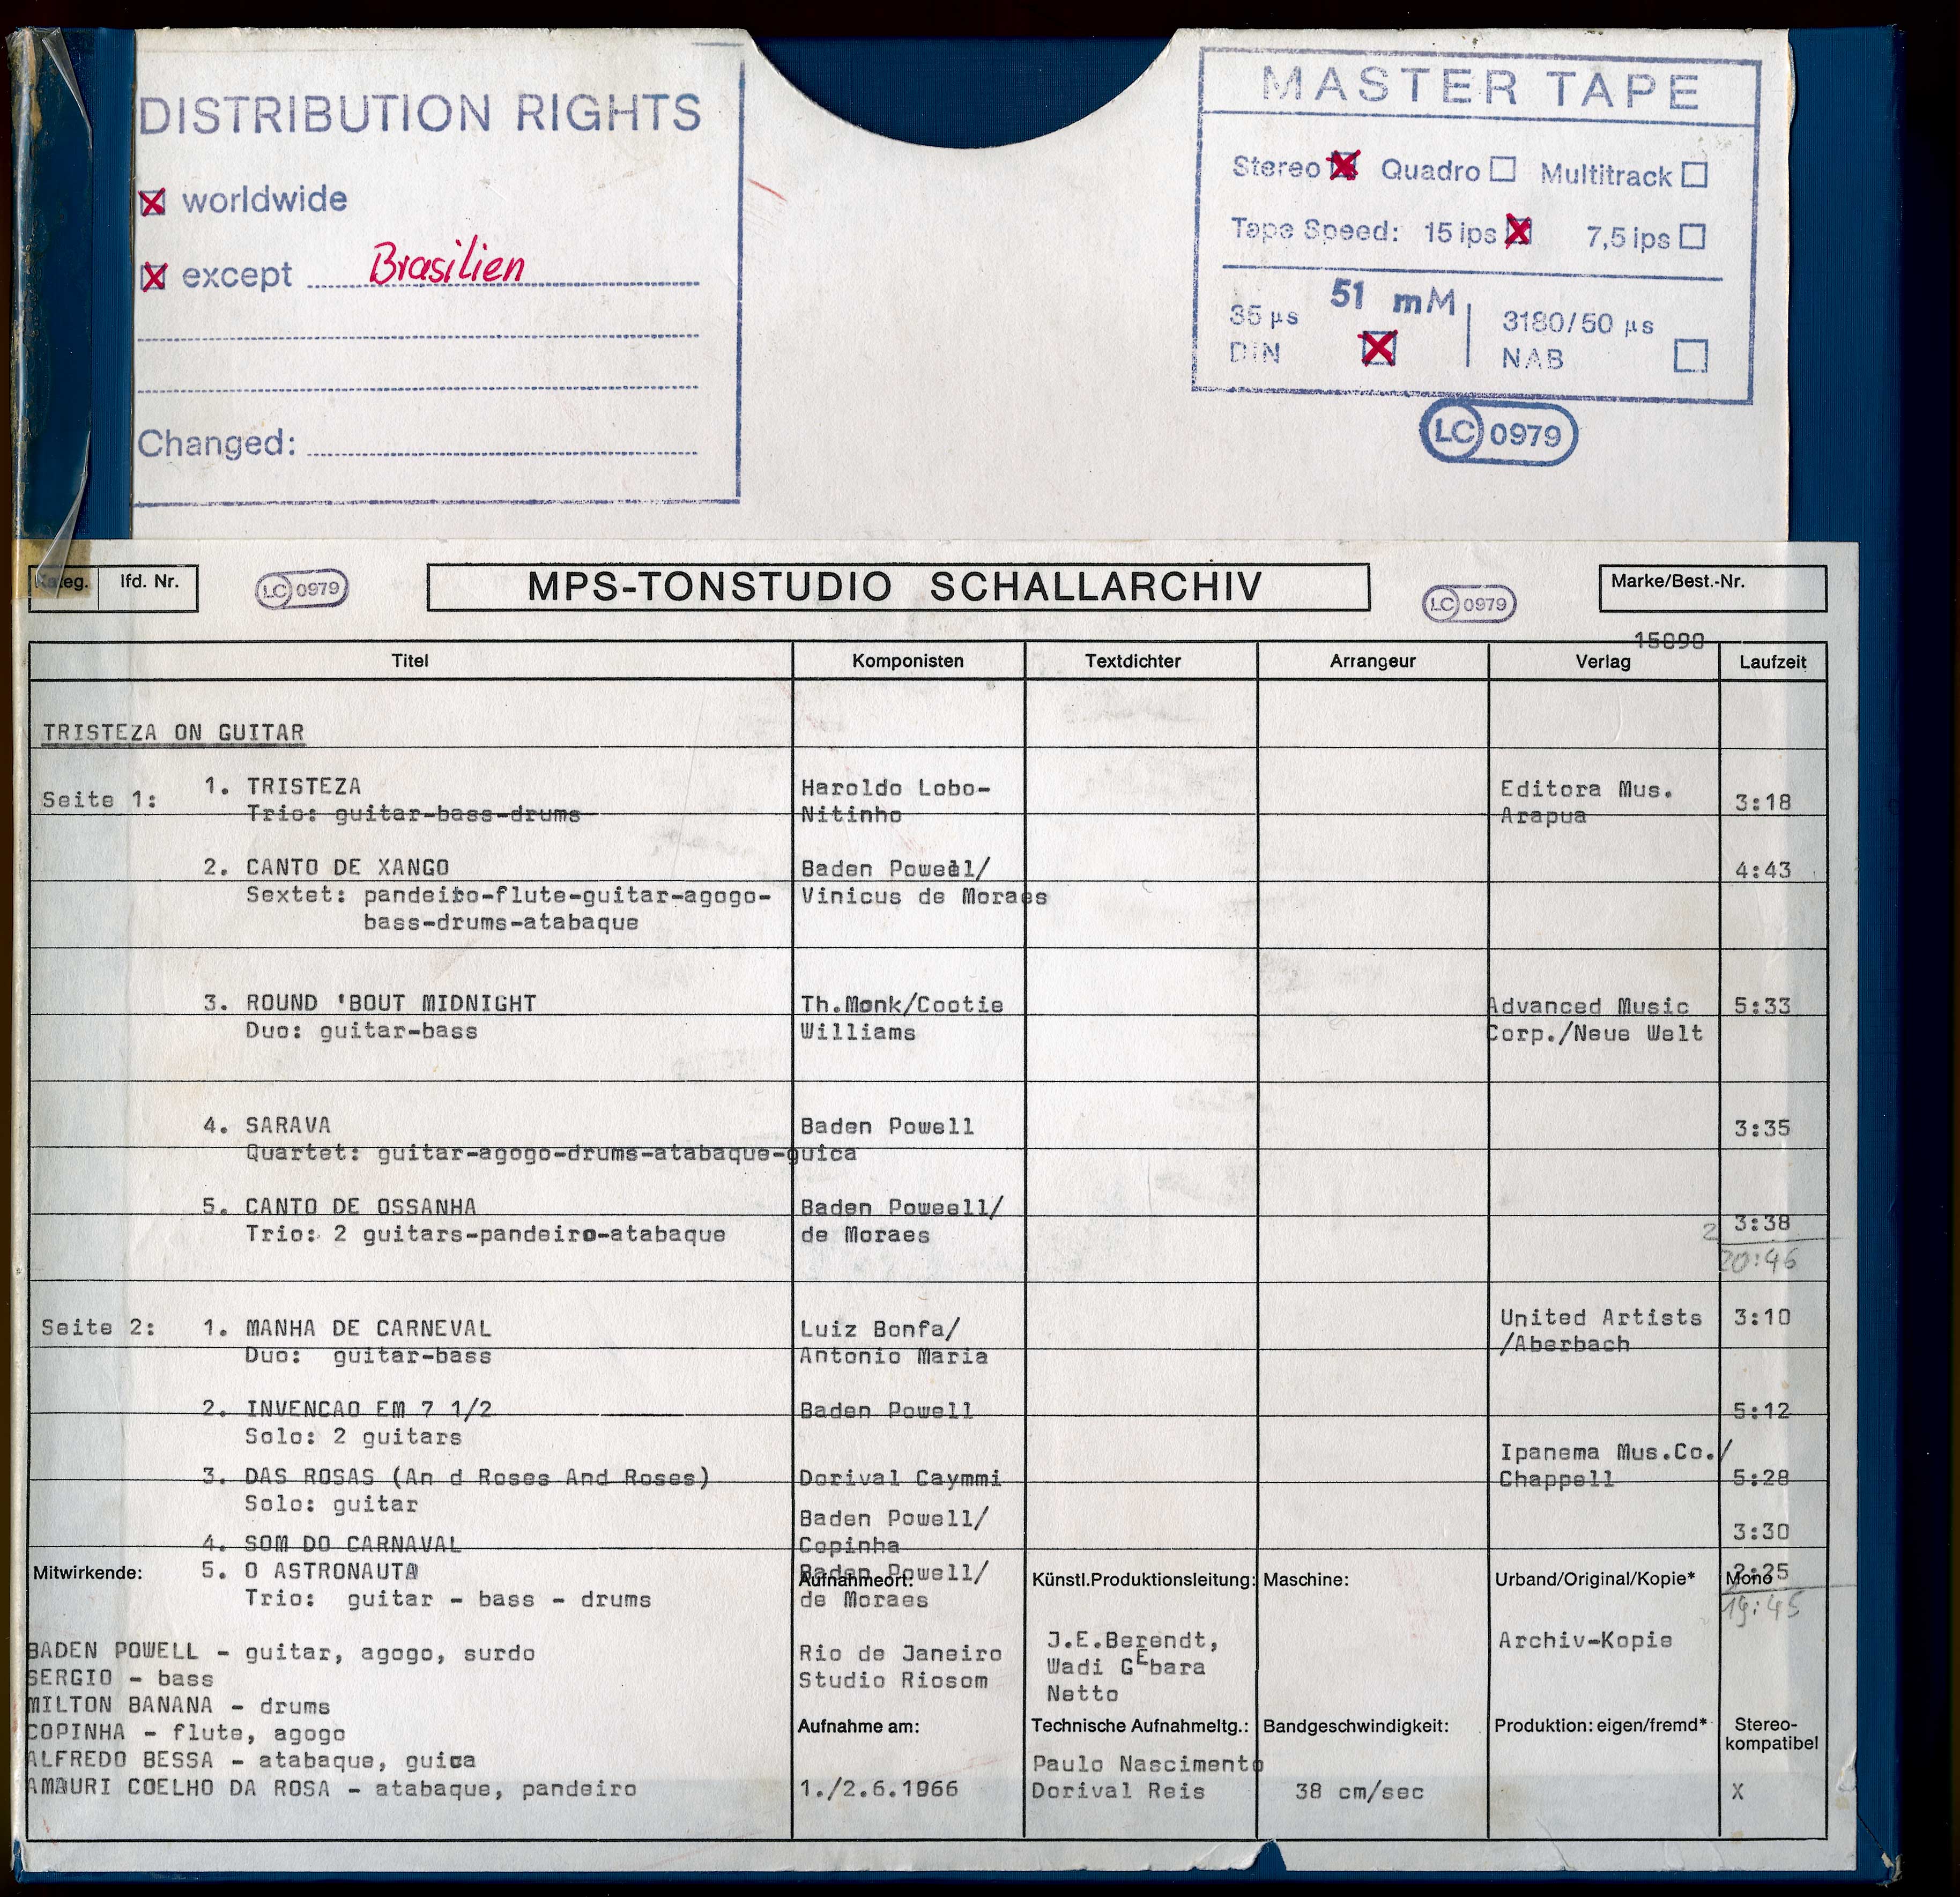 DISTRIBUTION RIGHTS
worldwide
except Brasilien
Changed:
MASTER TAPE
Stereo Quadro Multitrack
Tape Speed: 15 ips 7,5 ips
51 mM
35 µs 3180/50 µs
DIN NAB
LC 0979
Kateg. lfd. Nr.
LC 0979
MPS-TONSTUDIO SCHALLARCHIV
LC 0979
Marke/Best.-Nr.
15090
Titel Komponisten Textdichter Arrangeur Verlag Laufzeit
TRISTEZA ON GUITAR
Seite 1: 1. TRISTEZA Haroldo Lobo- Editora Mus. 3:18
Trio: guitar-bass-drums Nitinho Arapua
2. CANTO DE XANGO Baden Powell/ 4:43
Sextet: pandeiro-flute-guitar-agogo- Vinicus de Moraes
bass-drums-atabaque
3. ROUND 'BOUT MIDNIGHT Th.Monk/Cootie Advanced Music 5:33
Duo: guitar-bass Williams Corp./Neue Welt
4. SARAVA Baden Powell 3:35
Quartet: guitar-agogo-drums-atabaque-guica
5. CANTO DE OSSANHA Baden Powell/ 3:38
Trio: 2 guitars-pandeiro-atabaque de Moraes 2
20:46
Seite 2: 1. MANHA DE CARNEVAL Luiz Bonfa/ United Artists 3:10
Duo: guitar-bass Antonio Maria /Aberbach
2. INVENCAO EM 7 1/2 Baden Powell 5:12
Solo: 2 guitars
Ipanema Mus.Co./
3. DAS ROSAS (An d Roses And Roses) Dorival Caymmi Chappell 5:28
Solo: guitar
Baden Powell/ 3:30
4. SOM DO CARNAVAL Copinha
5. O ASTRONAUTA Baden Powell/ 2:25
Trio: guitar - bass - drums de Moraes 19:45
Mitwirkende: Aufnahmeort: Künstl.Produktionsleitung: Maschine: Urband/Original/Kopie* Mono
BADEN POWELL - guitar, agogo, surdo
SERGIO - bass
MILTON BANANA - drums
COPINHA - flute, agogo
ALFREDO BESSA - atabaque, guica
AMAURI COELHO DA ROSA - atabaque, pandeiro
Rio de Janeiro
Studio Riosom
J.E.Berendt,
Wadi GEbara
Netto
Archiv-Kopie
Aufnahme am: Technische Aufnahmeltg.: Bandgeschwindigkeit: Produktion: eigen/fremd* Stereo-
kompatibel
Paulo Nascimento
1./2.6.1966 Dorival Reis 38 cm/sec X